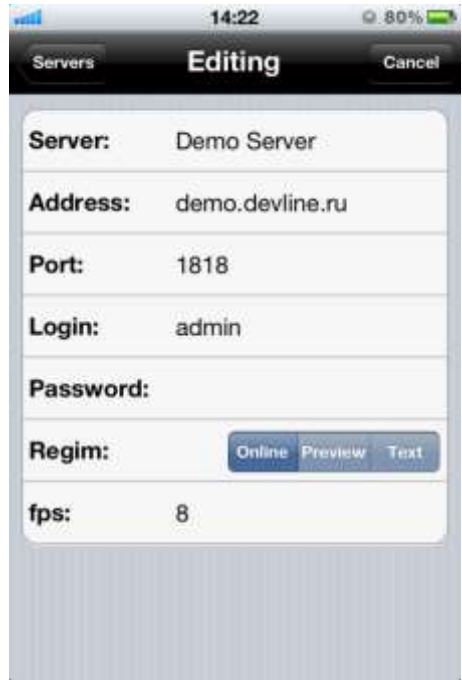 14:22 80%
Servers Editing Cancel
Server: Demo Server
Address: demo.devline.ru
Port: 1818
Login: admin
Password:
Regim: Online Preview Text
fps: 8